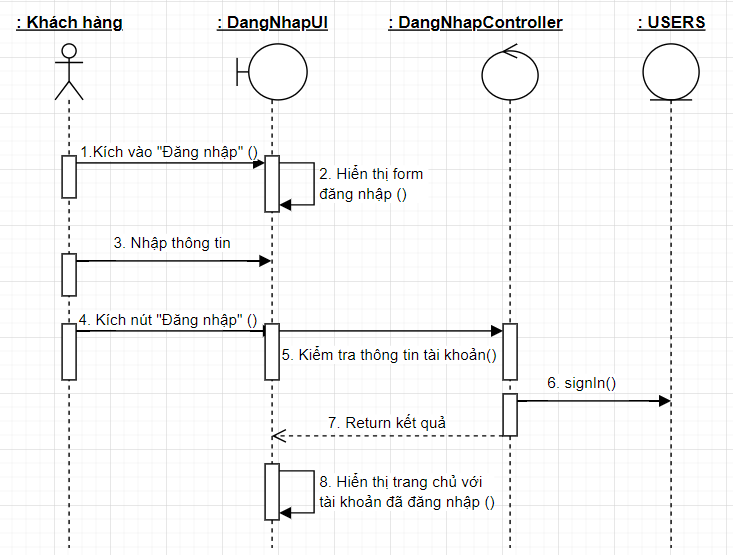 : Khách hàng
: DangNhapUI
: DangNhapController
: USERS
1.Kích vào "Đăng nhập" ()
2. Hiển thị form
đăng nhập ()
3. Nhập thông tin
4. Kích nút "Đăng nhập" ()
5. Kiểm tra thông tin tài khoản()
6. signIn()
7. Return kết quả
8. Hiển thị trang chủ với
tài khoản đã đăng nhập ()